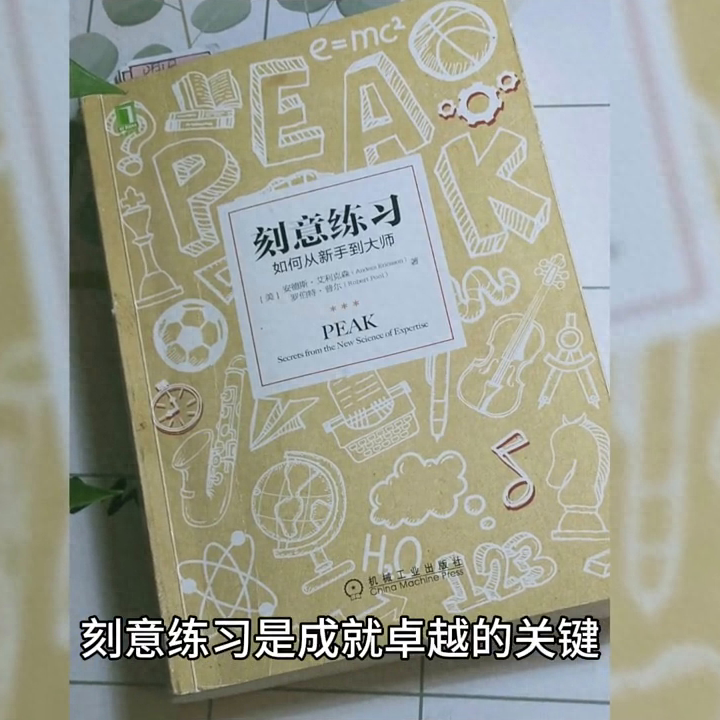 e=mc²
PEAK
刻意练习
如何从新手到大师
[美] 安德斯·艾利克森（Anders Ericsson）
罗伯特·普尔（Robert Pool） 著
***
PEAK
Secrets from the New Science of Expertise
H₂O
123
机械工业出版社
China Machine Press
刻意练习是成就卓越的关键